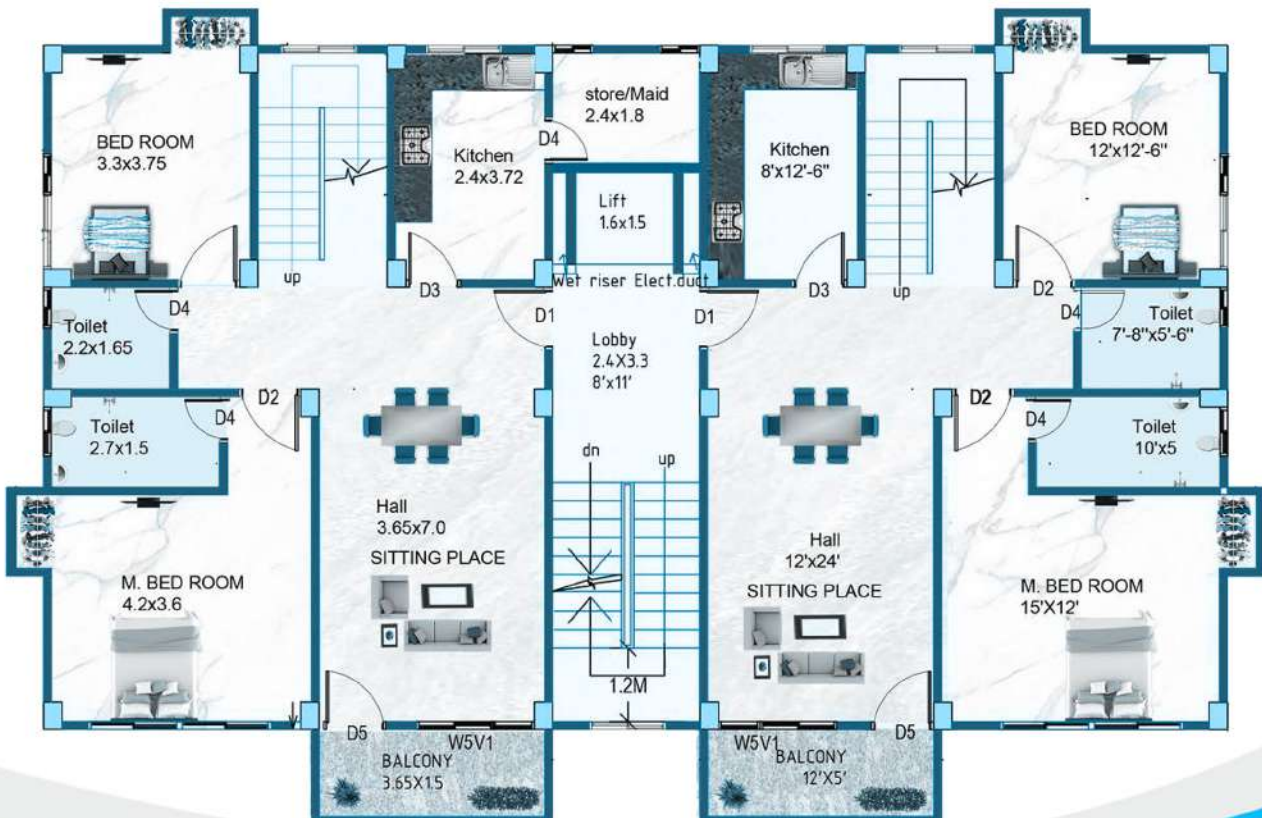 BED ROOM
3.3x3.75
up
Kitchen
2.4x3.72
D4
store/Maid
2.4x1.8
Lift
1.6x1.5
Wet riser Elect.duct
Kitchen
8'x12'-6"
up
BED ROOM
12'x12'-6"
D4
Toilet
2.2x1.65
D3
D1
Lobby
2.4X3.3
8'x11'
D1
D3
D2
D4
Toilet
7'-8"x5'-6"
Toilet
2.7x1.5
D4
D2
D2
D4
Toilet
10'x5
dn
up
Hall
3.65x7.0
SITTING PLACE
Hall
12'x24'
SITTING PLACE
M. BED ROOM
4.2x3.6
M. BED ROOM
15'X12'
1.2M
D5
W5V1
BALCONY
3.65X1.5
W5V1
BALCONY
12'X5'
D5